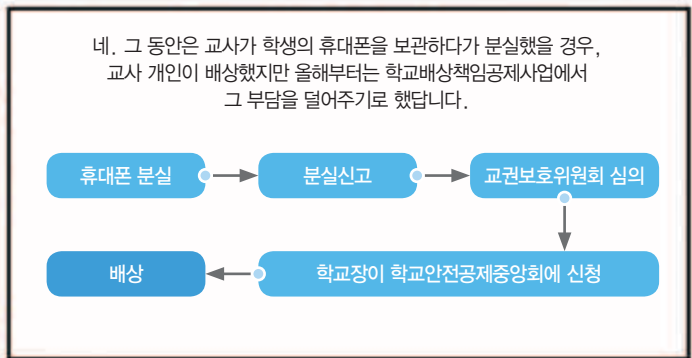 네. 그 동안은 교사가 학생의 휴대폰을 보관하다가 분실했을 경우,
교사 개인이 배상했지만 올해부터는 학교배상책임공제사업에서
그 부담을 덜어주기로 했답니다.
휴대폰 분실
분실신고
교권보호위원회 심의
학교장이 학교안전공제중앙회에 신청
배상